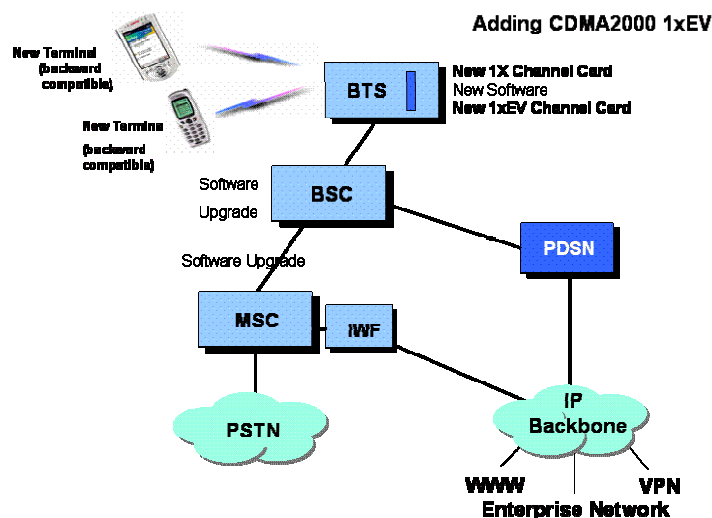 Adding CDMA2000 1xEV
New Terminal
(backward
compatible)
New Termina
(backward
compatible)
BTS
New 1X Channel Card
New Software
New 1xEV Channel Card
Software
Upgrade
BSC
Software Upgrade
PDSN
MSC
IWF
PSTN
IP
Backbone
WWW
VPN
Enterprise Network